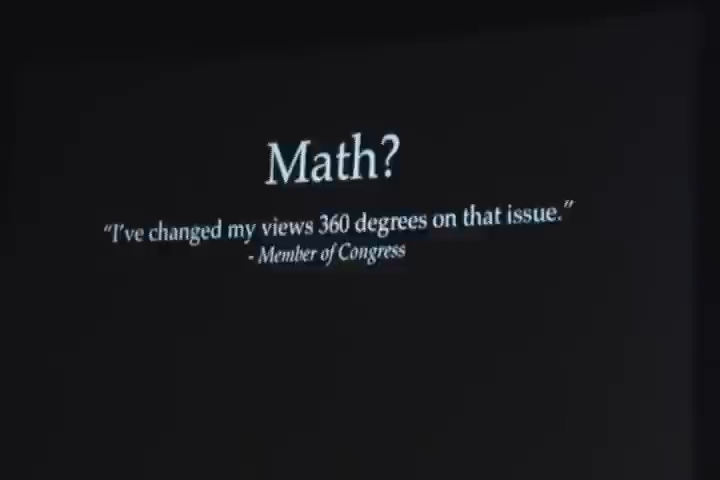 Math?
“I’ve changed my views 360 degrees on that issue.”
- Member of Congress